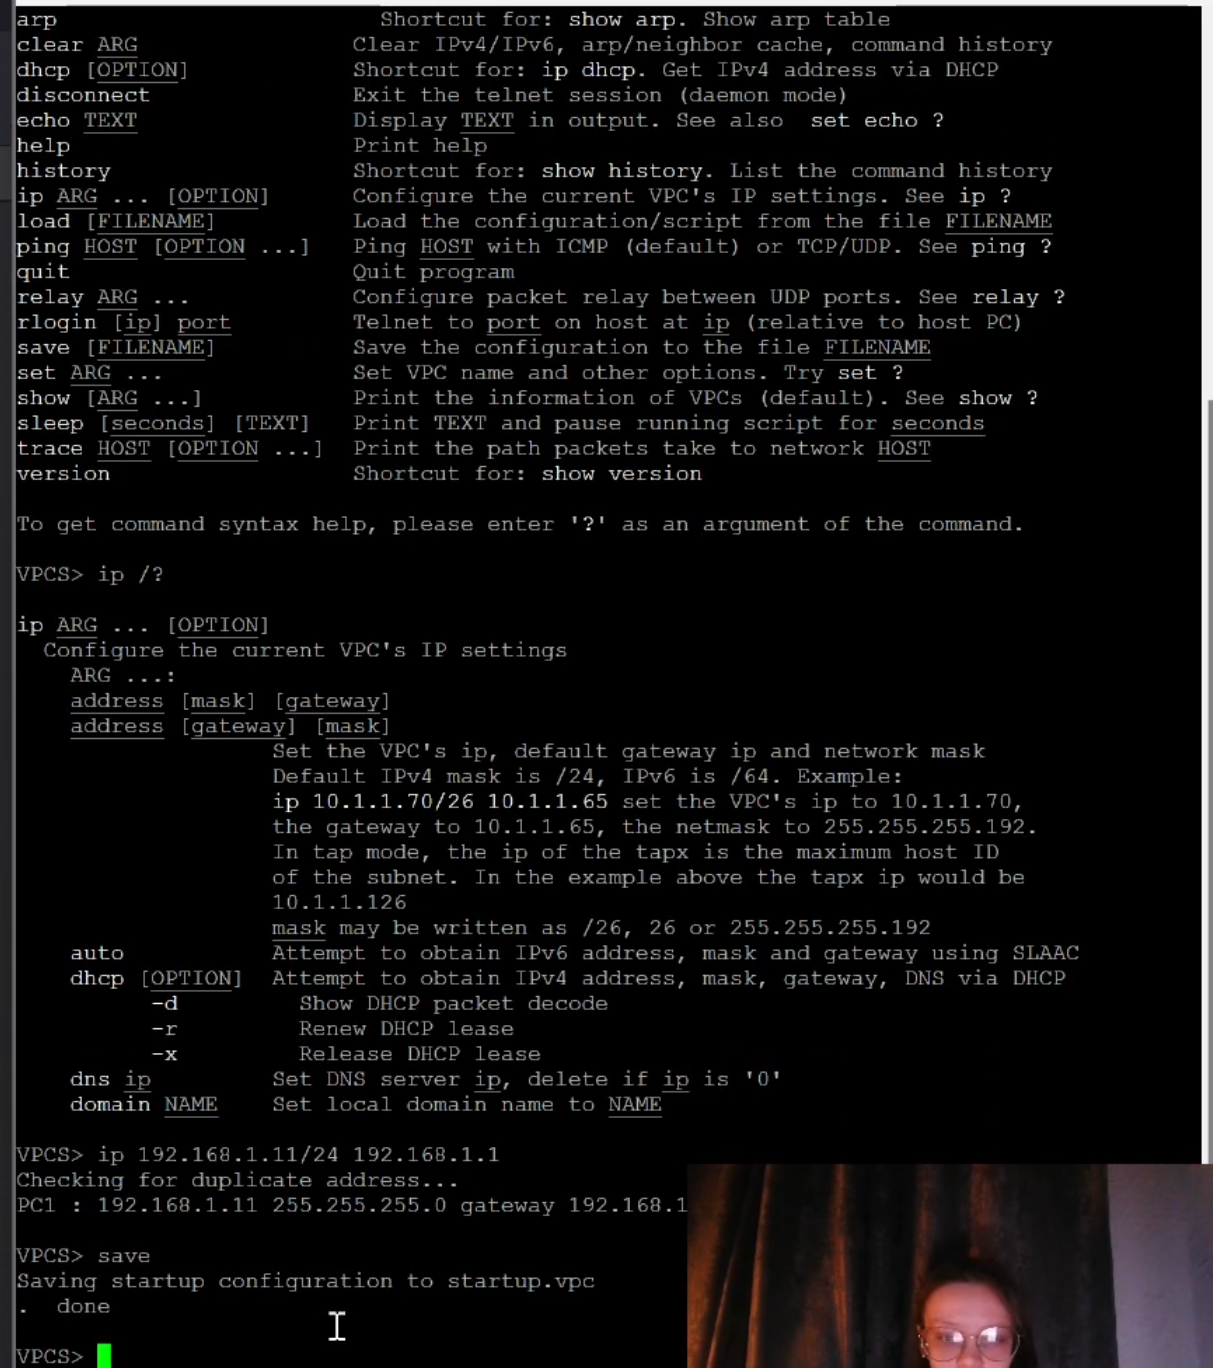 arp Shortcut for: show arp. Show arp table
clear ARG Clear IPv4/IPv6, arp/neighbor cache, command history
dhcp [OPTION] Shortcut for: ip dhcp. Get IPv4 address via DHCP
disconnect Exit the telnet session (daemon mode)
echo TEXT Display TEXT in output. See also set echo ?
help Print help
history Shortcut for: show history. List the command history
ip ARG ... [OPTION] Configure the current VPC's IP settings. See ip ?
load [FILENAME] Load the configuration/script from the file FILENAME
ping HOST [OPTION ...] Ping HOST with ICMP (default) or TCP/UDP. See ping ?
quit Quit program
relay ARG ... Configure packet relay between UDP ports. See relay ?
rlogin [ip] port Telnet to port on host at ip (relative to host PC)
save [FILENAME] Save the configuration to the file FILENAME
set ARG ... Set VPC name and other options. Try set ?
show [ARG ...] Print the information of VPCs (default). See show ?
sleep [seconds] [TEXT] Print TEXT and pause running script for seconds
trace HOST [OPTION ...] Print the path packets take to network HOST
version Shortcut for: show version
To get command syntax help, please enter '?' as an argument of the command.
VPCS> ip /?
ip ARG ... [OPTION]
Configure the current VPC's IP settings
ARG ...:
address [mask] [gateway]
address [gateway] [mask]
Set the VPC's ip, default gateway ip and network mask
Default IPv4 mask is /24, IPv6 is /64. Example:
ip 10.1.1.70/26 10.1.1.65 set the VPC's ip to 10.1.1.70,
the gateway to 10.1.1.65, the netmask to 255.255.255.192.
In tap mode, the ip of the tapx is the maximum host ID
of the subnet. In the example above the tapx ip would be
10.1.1.126
mask may be written as /26, 26 or 255.255.255.192
auto Attempt to obtain IPv6 address, mask and gateway using SLAAC
dhcp [OPTION] Attempt to obtain IPv4 address, mask, gateway, DNS via DHCP
-d Show DHCP packet decode
-r Renew DHCP lease
-x Release DHCP lease
dns ip Set DNS server ip, delete if ip is '0'
domain NAME Set local domain name to NAME
VPCS> ip 192.168.1.11/24 192.168.1.1
Checking for duplicate address...
PC1 : 192.168.1.11 255.255.255.0 gateway 192.168.1
VPCS> save
Saving startup configuration to startup.vpc
. done
VPCS>